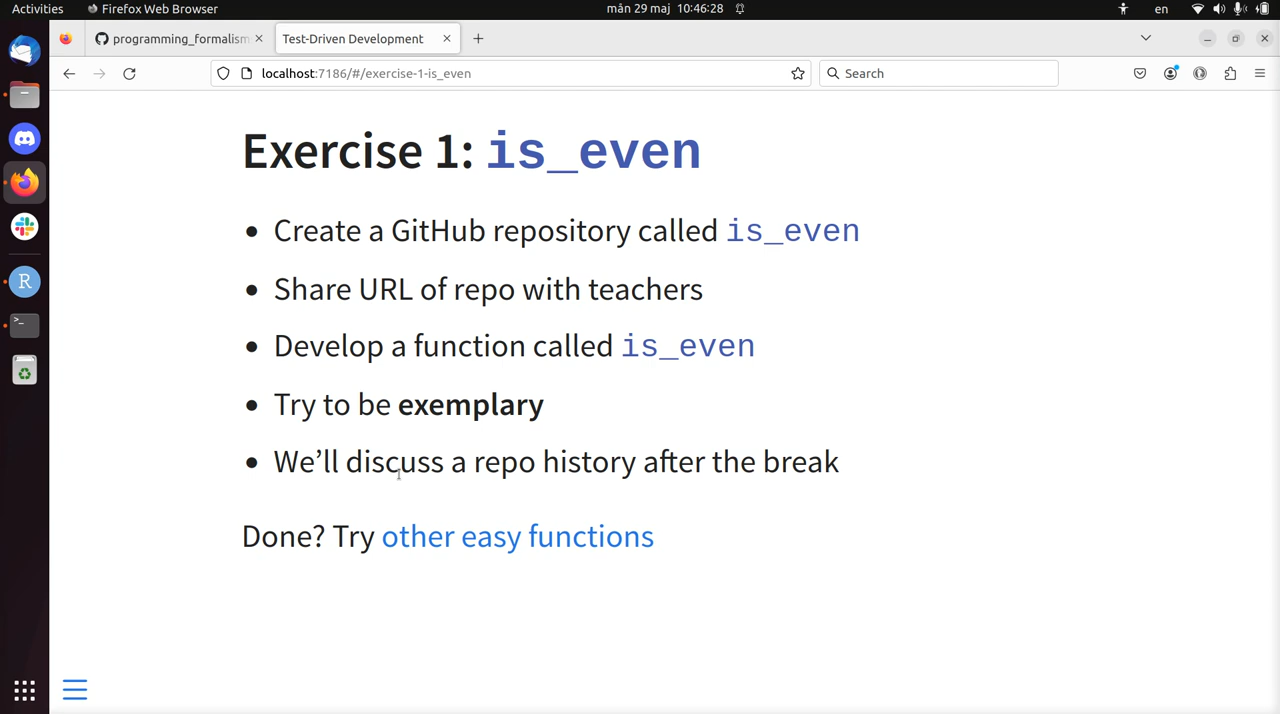 Activities
Firefox Web Browser
mån 29 maj 10:46:28
en
programming_formalism
Test-Driven Development
localhost:7186/#/exercise-1-is_even
Search
Exercise 1: is_even
• Create a GitHub repository called is_even
• Share URL of repo with teachers
• Develop a function called is_even
• Try to be exemplary
• We’ll discuss a repo history after the break
Done? Try other easy functions